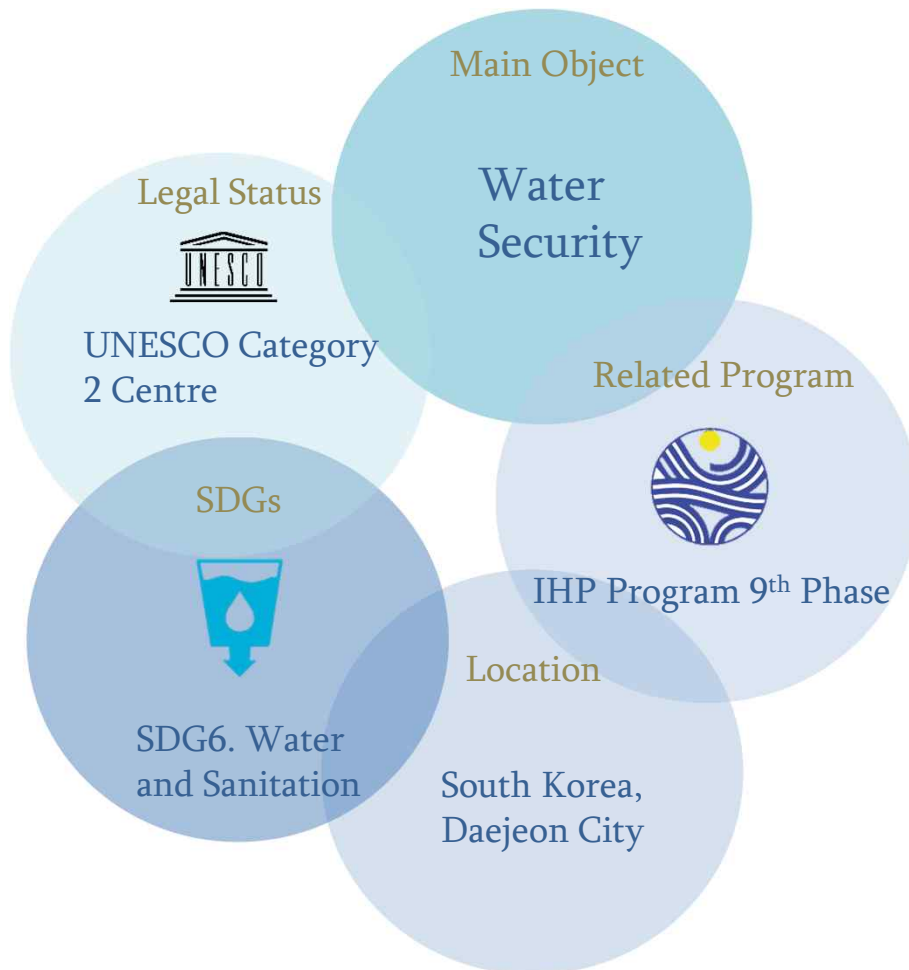 Main Object
Water
Security
Legal Status
UNESCO
UNESCO Category
2 Centre
Related Program
IHP Program 9th Phase
SDGs
SDG6. Water
and Sanitation
Location
South Korea,
Daejeon City